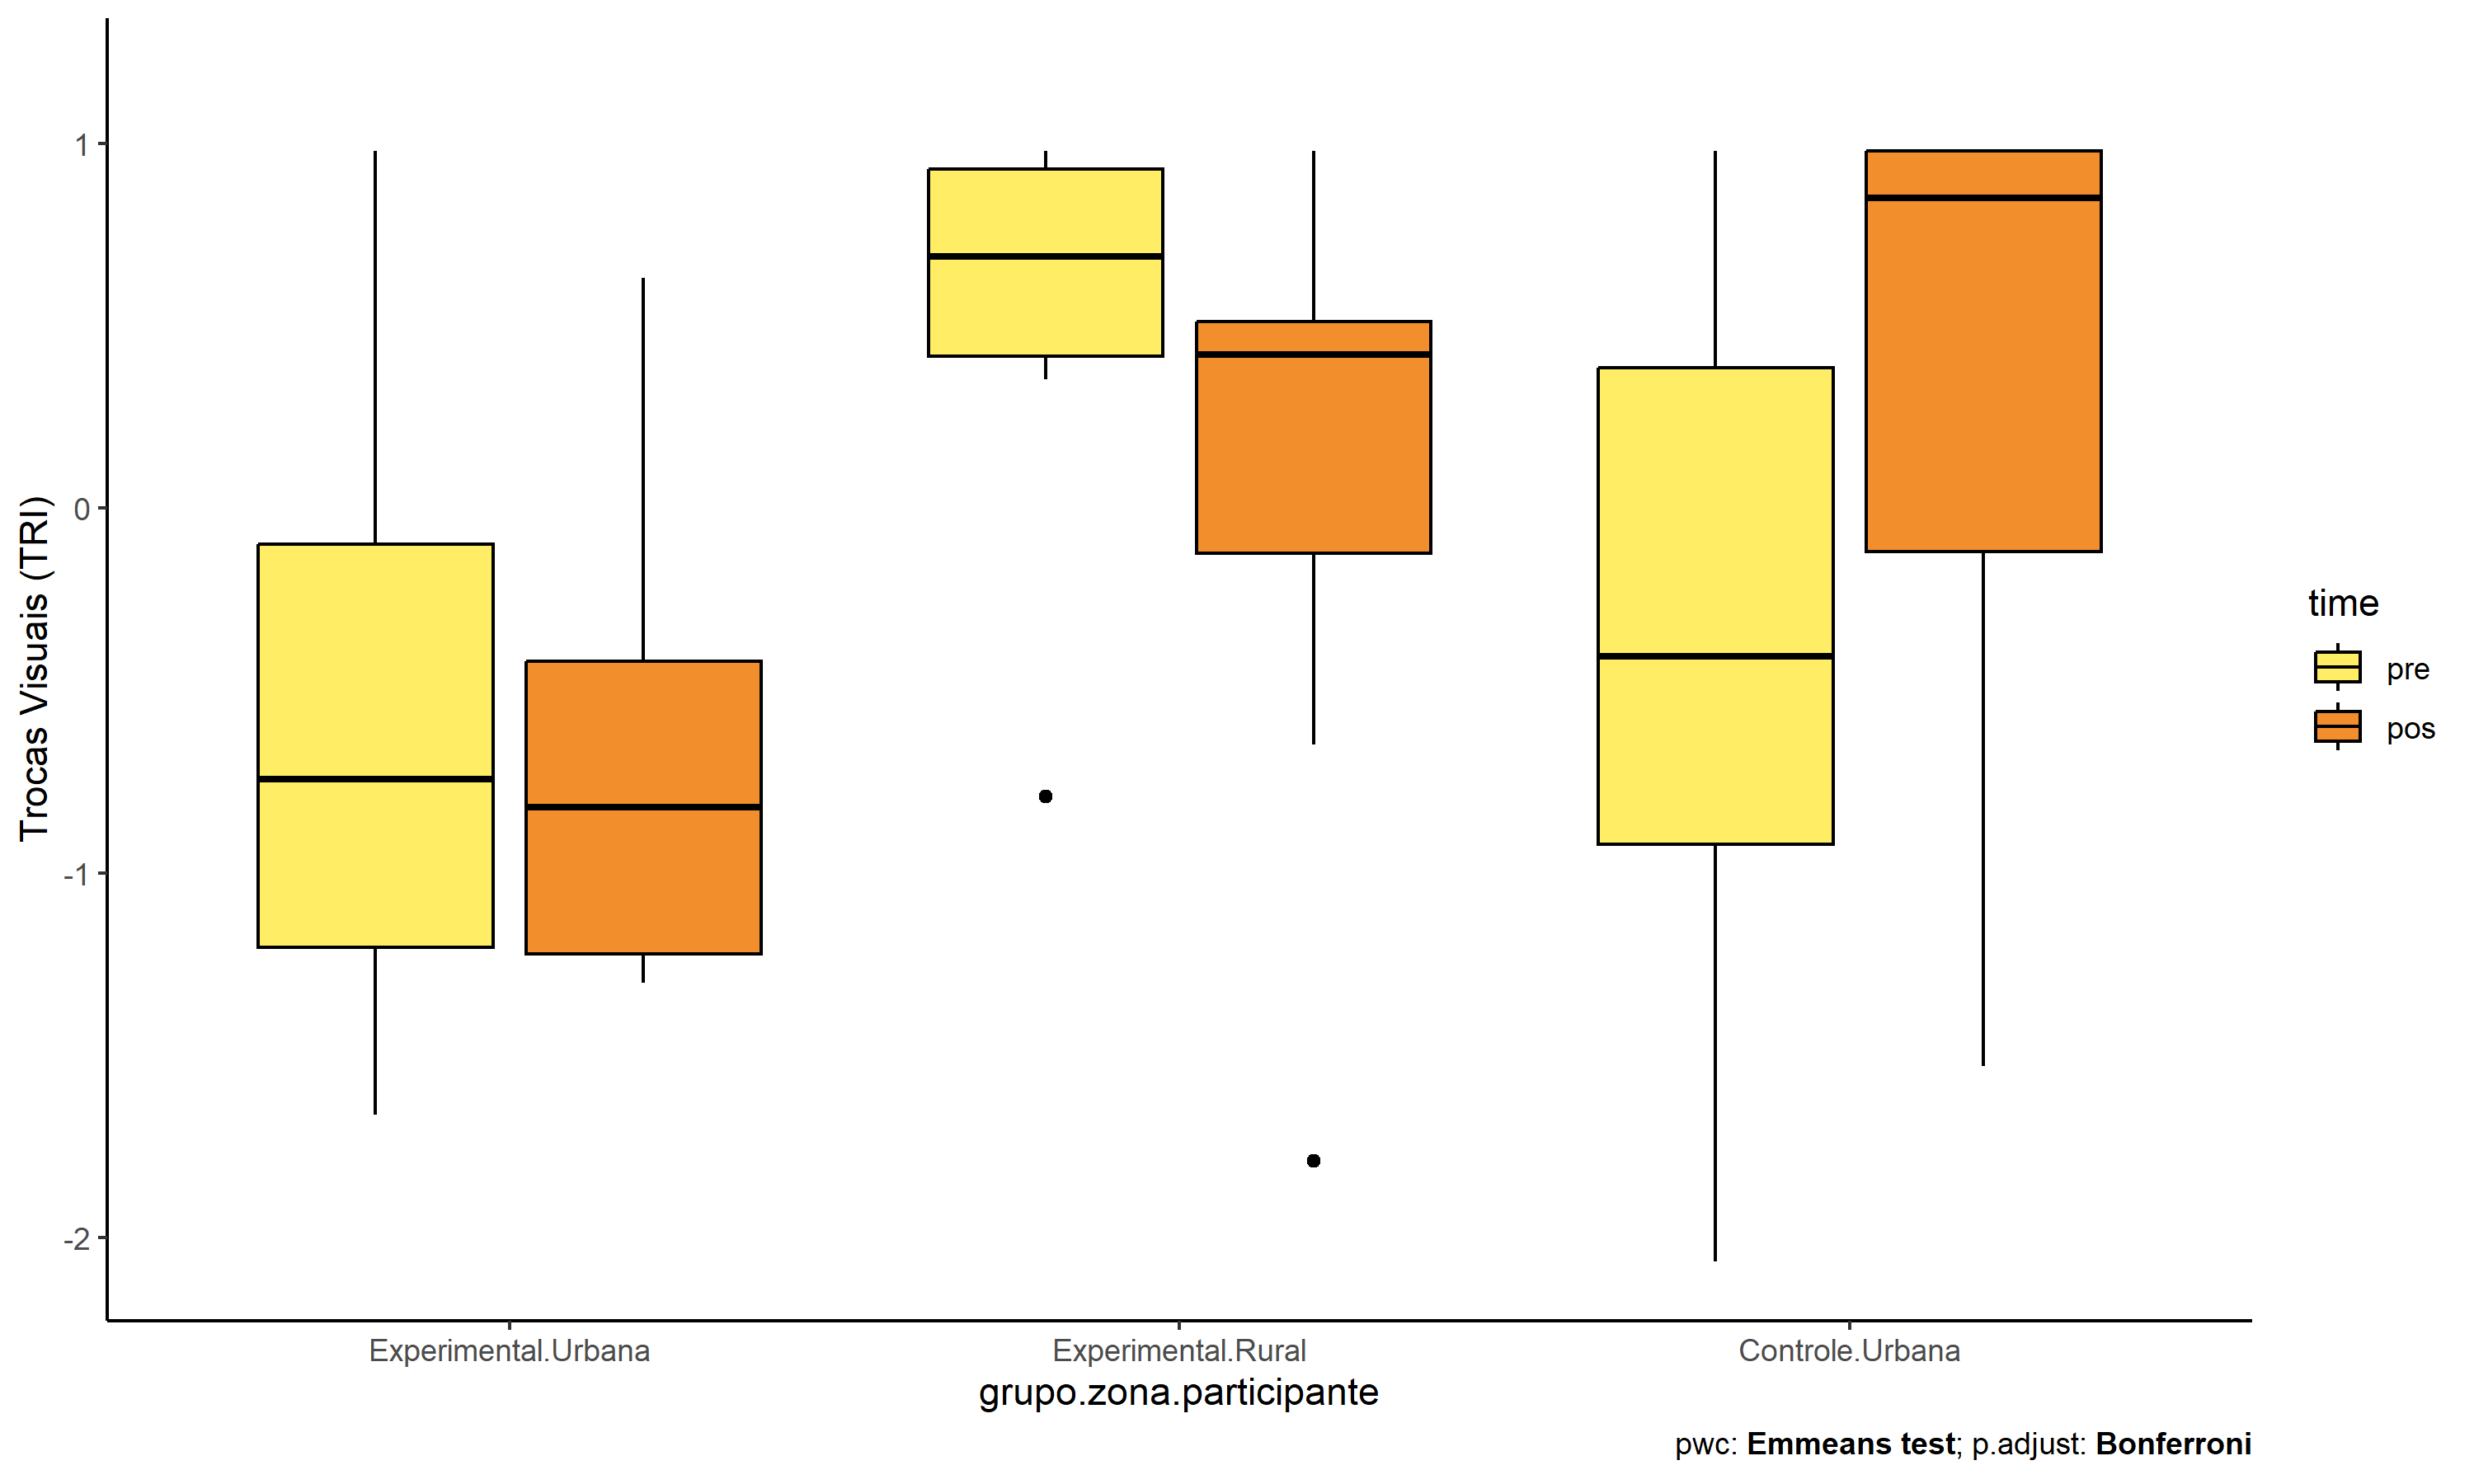 Trocas Visuais (TRI)
1
0
-1
-2
Experimental.Urbana
Experimental.Rural
Controle.Urbana
grupo.zona.participante
time
pre
pos
pwc: Emmeans test; p.adjust: Bonferroni